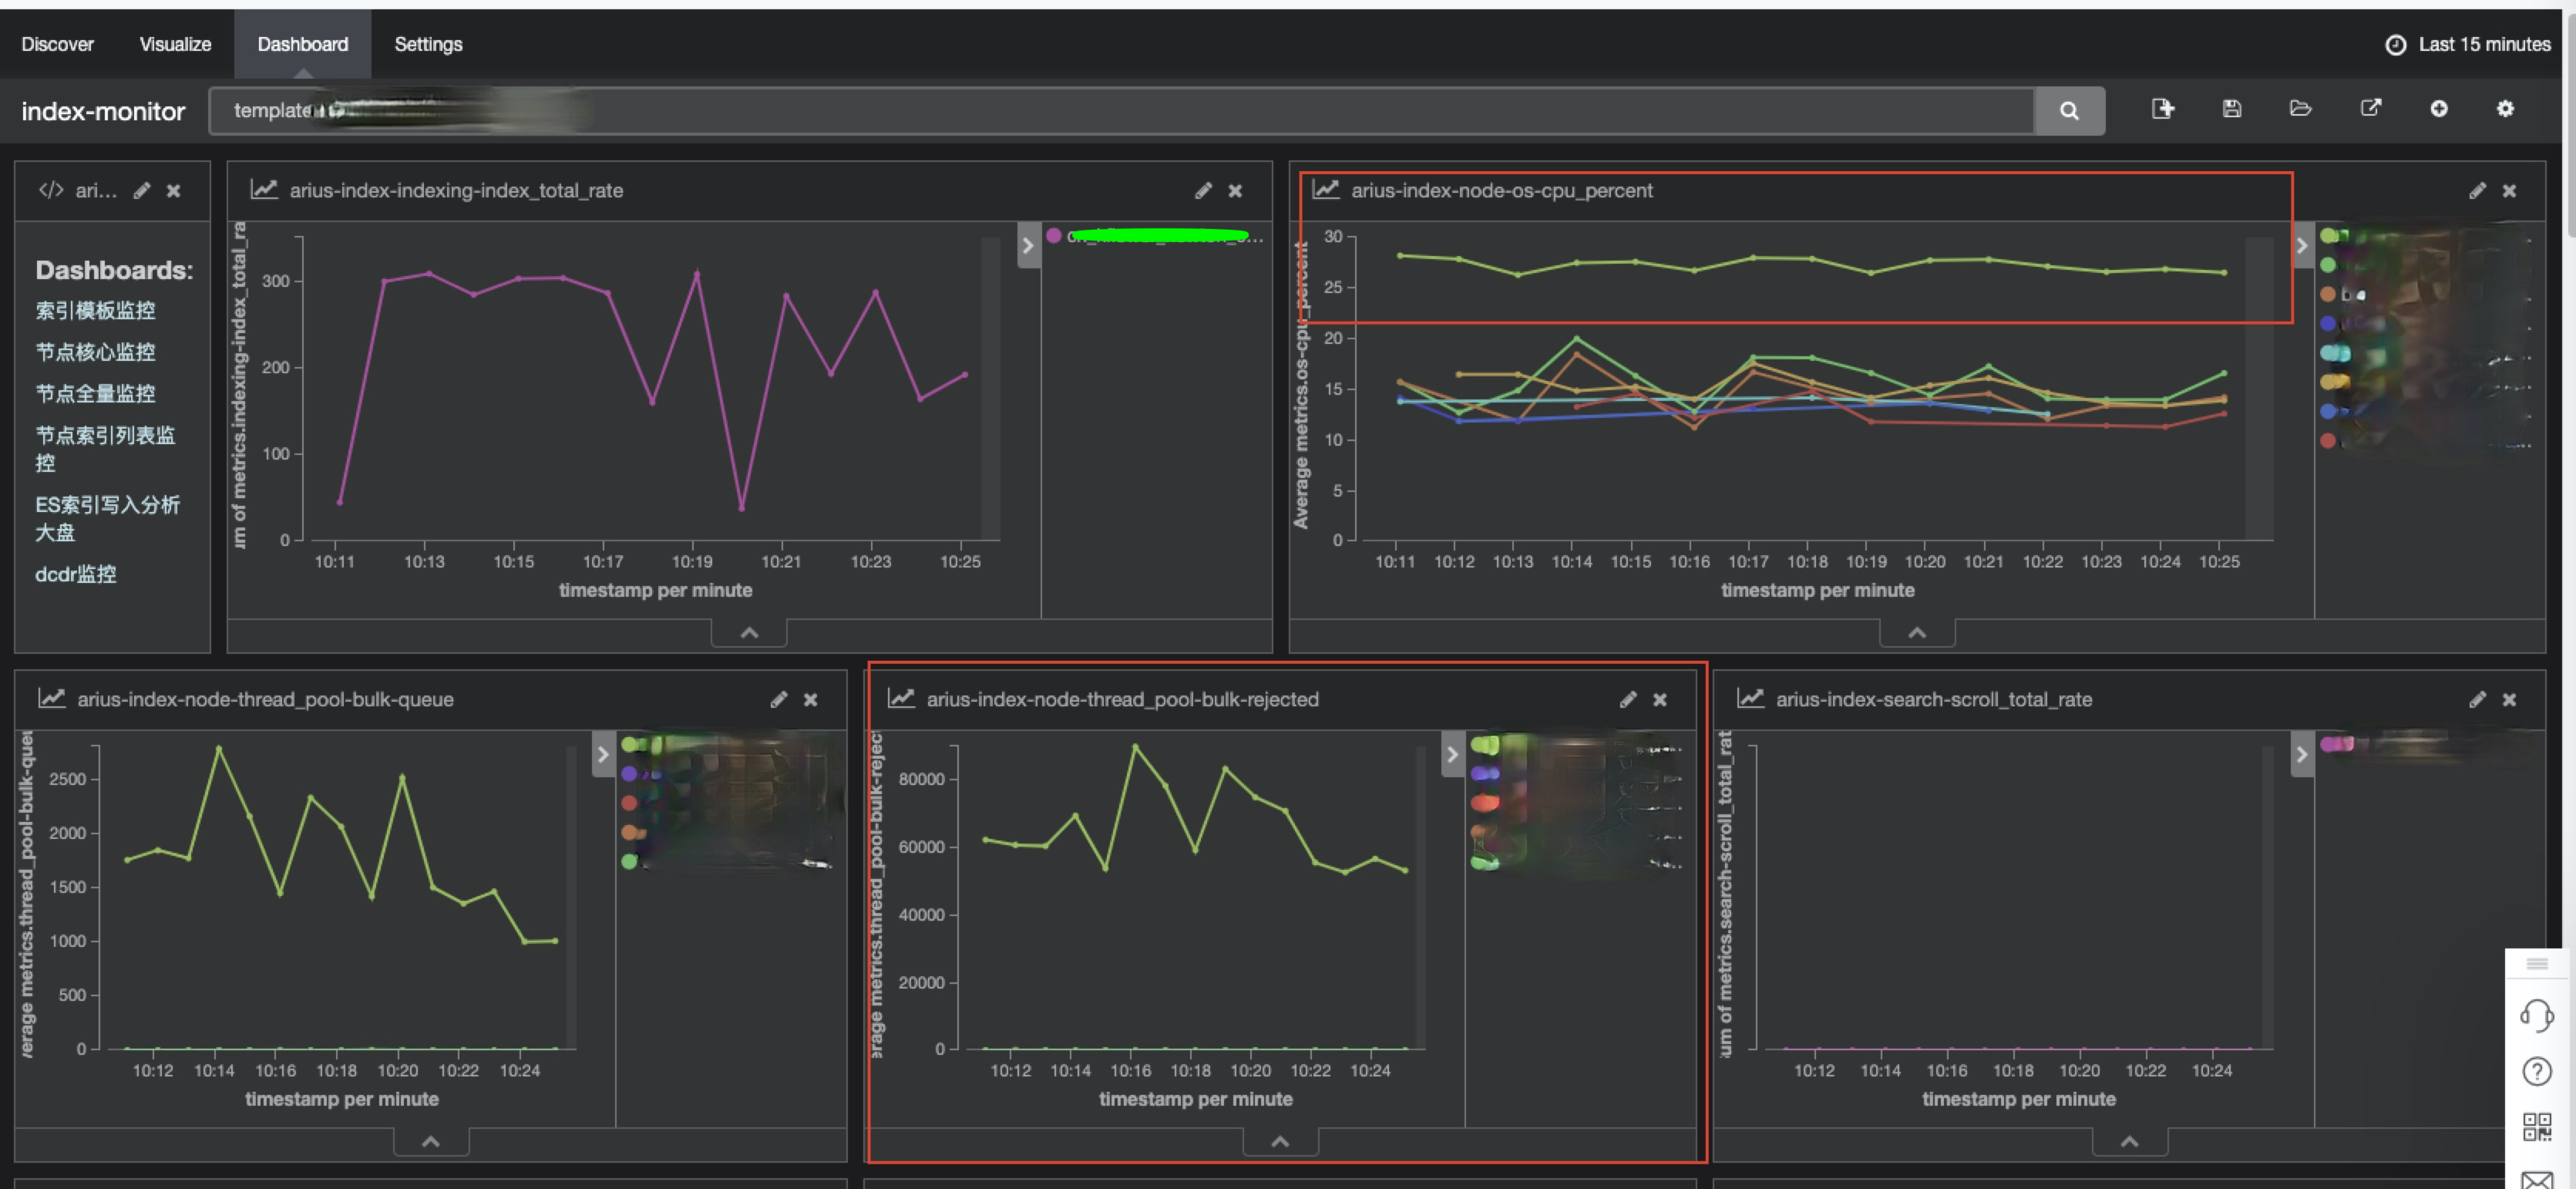 Discover Visualize Dashboard Settings Last 15 minutes
index-monitor template
ari...
Dashboards:
索引模板监控
节点核心监控
节点全量监控
节点索引列表监
控
ES索引写入分析
大盘
dcdr监控
arius-index-indexing-index_total_rate
300
200
100
0
10:11 10:13 10:15 10:17 10:19 10:21 10:23 10:25
timestamp per minute
um of metrics.indexing-index_total_ra
arius-index-node-os-cpu_percent
30
25
20
15
10
5
0
10:11 10:12 10:13 10:14 10:15 10:16 10:17 10:18 10:19 10:20 10:21 10:22 10:23 10:24 10:25
timestamp per minute
Average metrics.os-cpu_percent
arius-index-node-thread_pool-bulk-queue
2500
2000
1500
1000
500
0
10:12 10:14 10:16 10:18 10:20 10:22 10:24
timestamp per minute
verage metrics.thread_pool-bulk-queu
arius-index-node-thread_pool-bulk-rejected
80000
60000
40000
20000
0
10:12 10:14 10:16 10:18 10:20 10:22 10:24
timestamp per minute
erage metrics.thread_pool-bulk-rejec
arius-index-search-scroll_total_rate
10:12 10:14 10:16 10:18 10:20 10:22 10:24
timestamp per minute
um of metrics.search-scroll_total_rat